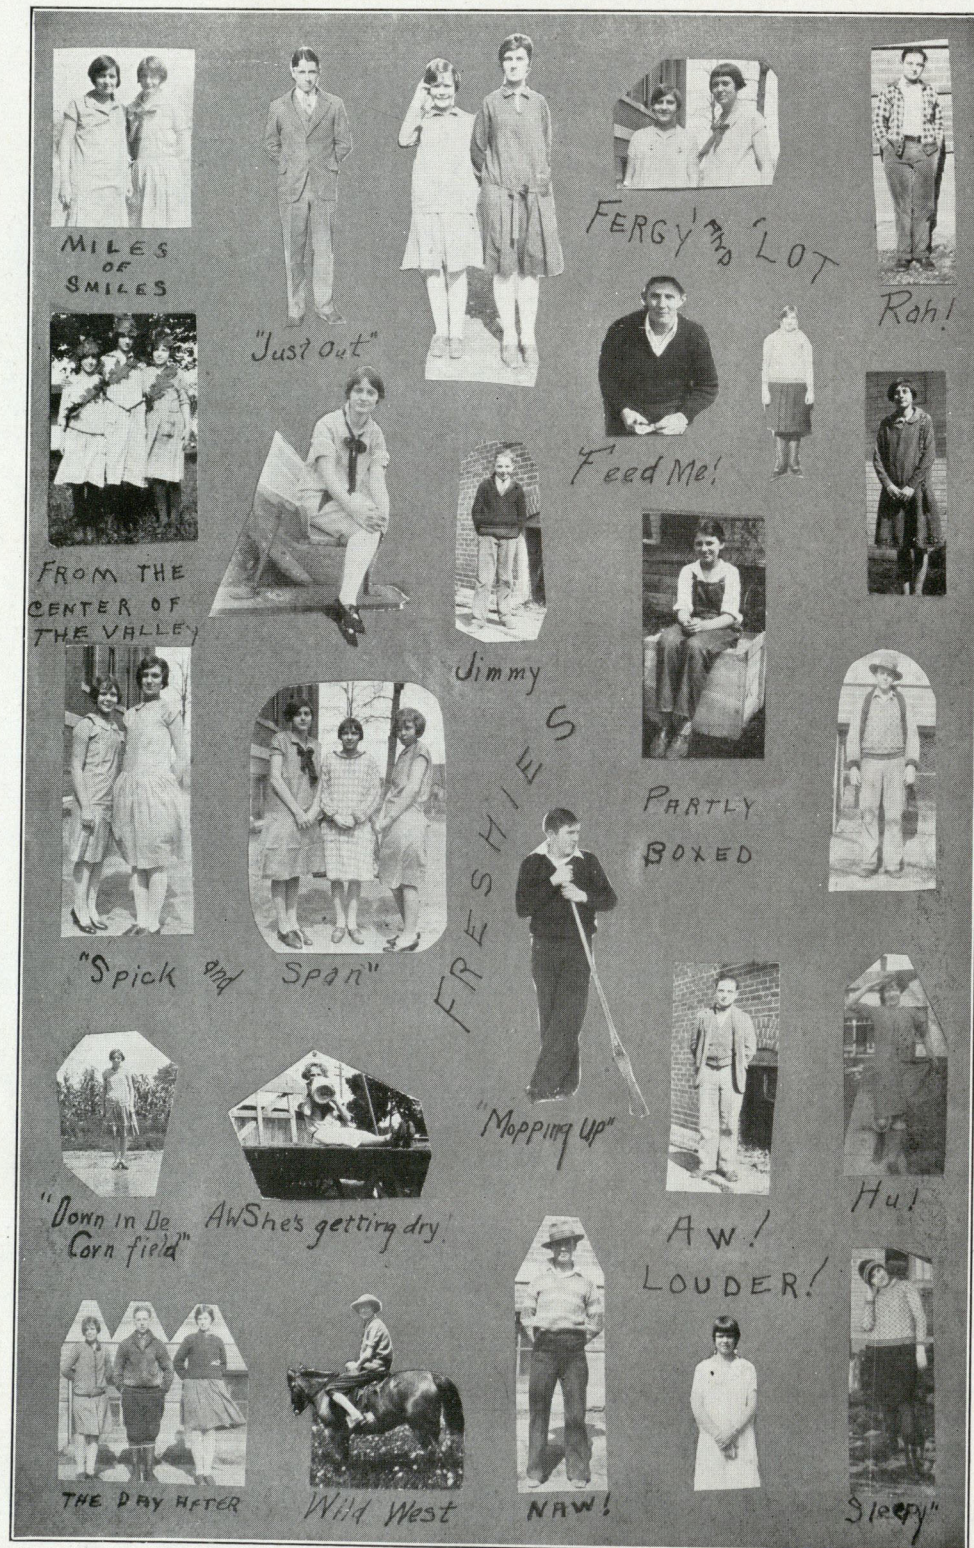 MILES
OF
SMILES
"Just Out"
FERGY' AND 'LOT
Rah!
FROM THE
CENTER OF
THE VALLEY
Feed Me!
Jimmy
FRESHIES
PARTLY
BOXED
"Spick and Span"
"Mopping Up"
"Down in De
Corn field"
AW She's getting dry!
AW!
LOUDER!
Hu!
THE DAY AFTER
Wild West
NAW!
Sleepy"